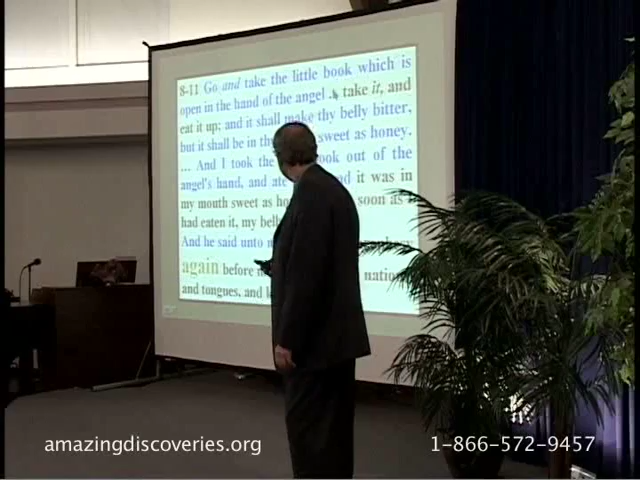 8-11 Go and take the little book which is
open in the hand of the angel ... take it, and
eat it up; and it shall make thy belly bitter,
but it shall be in thy sweet as honey.
... And I took the book out of the
angel's hand, and ate it was in
my mouth sweet as soon as
had eaten it, my
And he said unto
again before nations
and tongues, and
amazingdiscoveries.org
1-866-572-9457